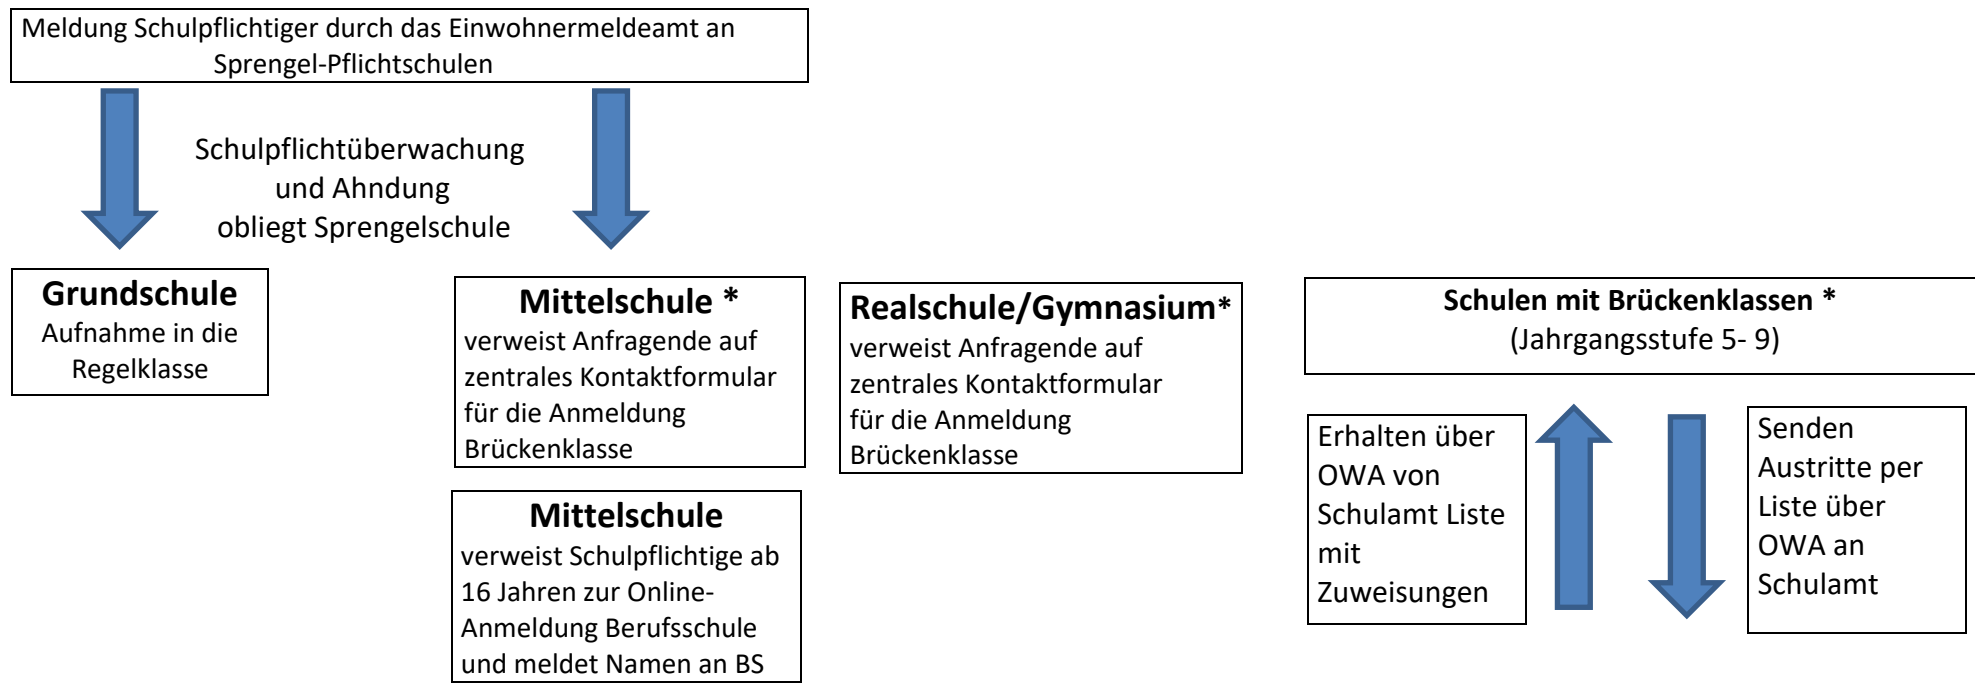 Meldung Schulpflichtiger durch das Einwohnermeldeamt an
Sprengel-Pflichtschulen
Schulpflichtüberwachung
und Ahndung
obliegt Sprengelschule
Grundschule
Aufnahme in die
Regelklasse
Mittelschule *
verweist Anfragende auf
zentrales Kontaktformular
für die Anmeldung
Brückenklasse
Mittelschule
verweist Schulpflichtige ab
16 Jahren zur Online-
Anmeldung Berufsschule
und meldet Namen an BS
Realschule/Gymnasium*
verweist Anfragende auf
zentrales Kontaktformular
für die Anmeldung
Brückenklasse
Schulen mit Brückenklassen *
(Jahrgangsstufe 5- 9)
Erhalten über
OWA von
Schulamt Liste
mit
Zuweisungen
Senden
Austritte per
Liste über
OWA an
Schulamt